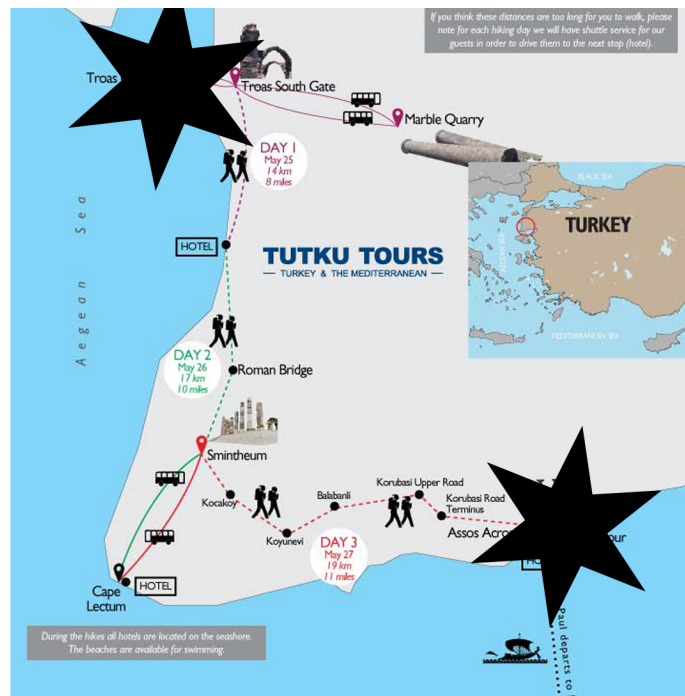 If you think these distances are too long for you to walk, please
note for each hiking day we will have shuttle service for our
guests in order to drive them to the next stop (hotel).
Troas
Troas South Gate
Marble Quarry
DAY 1
May 25
14 km
8 miles
BLACK SEA
TURKEY
AEGEAN SEA
MEDITERRANEAN SEA
HOTEL
TUTKU TOURS
TURKEY & THE MEDITERRANEAN
Aegean Sea
DAY 2
May 26
17 km
10 miles
Roman Bridge
Smintheum
Kocakoy
Koyunevi
Balabanli
Korubasi Upper Road
Korubasi Road
Terminus
Assos
DAY 3
May 27
19 km
11 miles
Cape
Lectum
HOTEL
During the hikes all hotels are located on the seashore.
The beaches are available for swimming.
Paul departs to